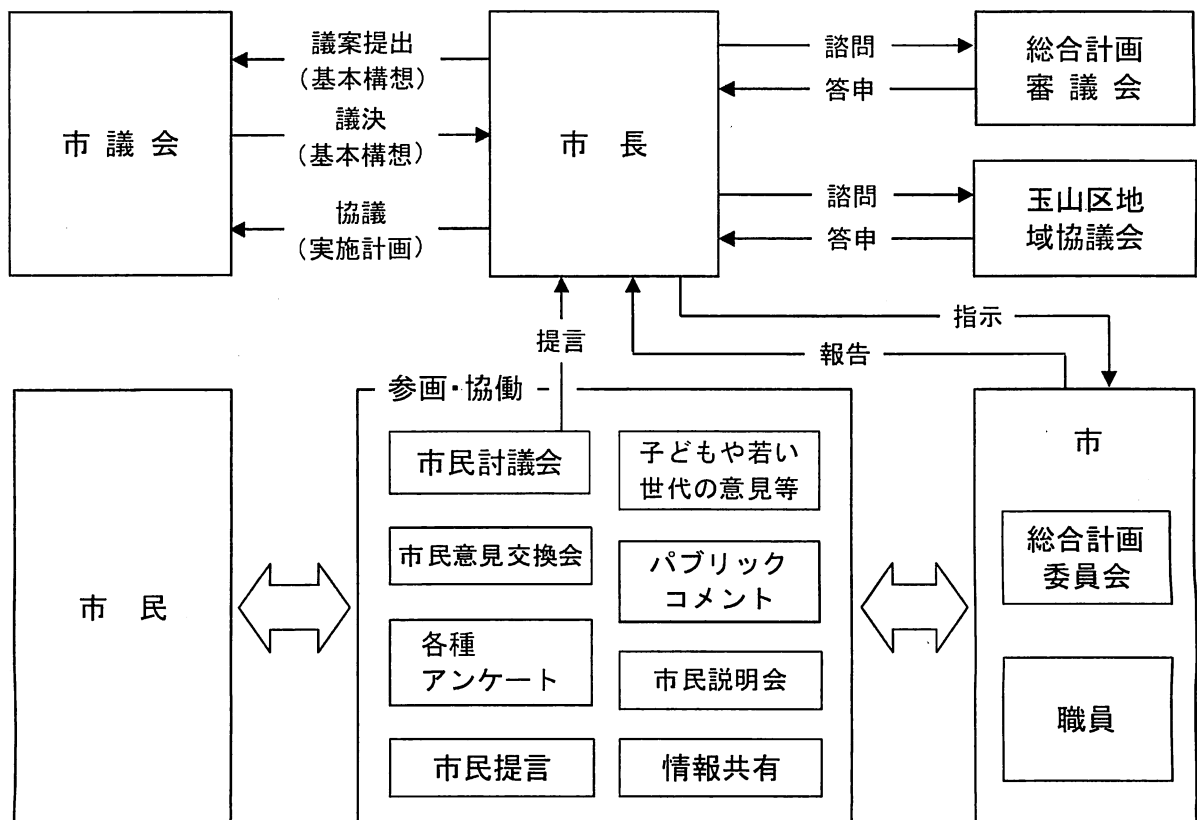 市議会
議案提出
（基本構想）
議決
（基本構想）
協議
（実施計画）
市長
諮問
答申
総合計画
審議会
諮問
答申
玉山区地
域協議会
提言
指示
報告
市民
参画・協働
市民討議会
子どもや若い
世代の意見等
市民意見交換会
パブリック
コメント
各種
アンケート
市民説明会
市民提言
情報共有
市
総合計画
委員会
職員